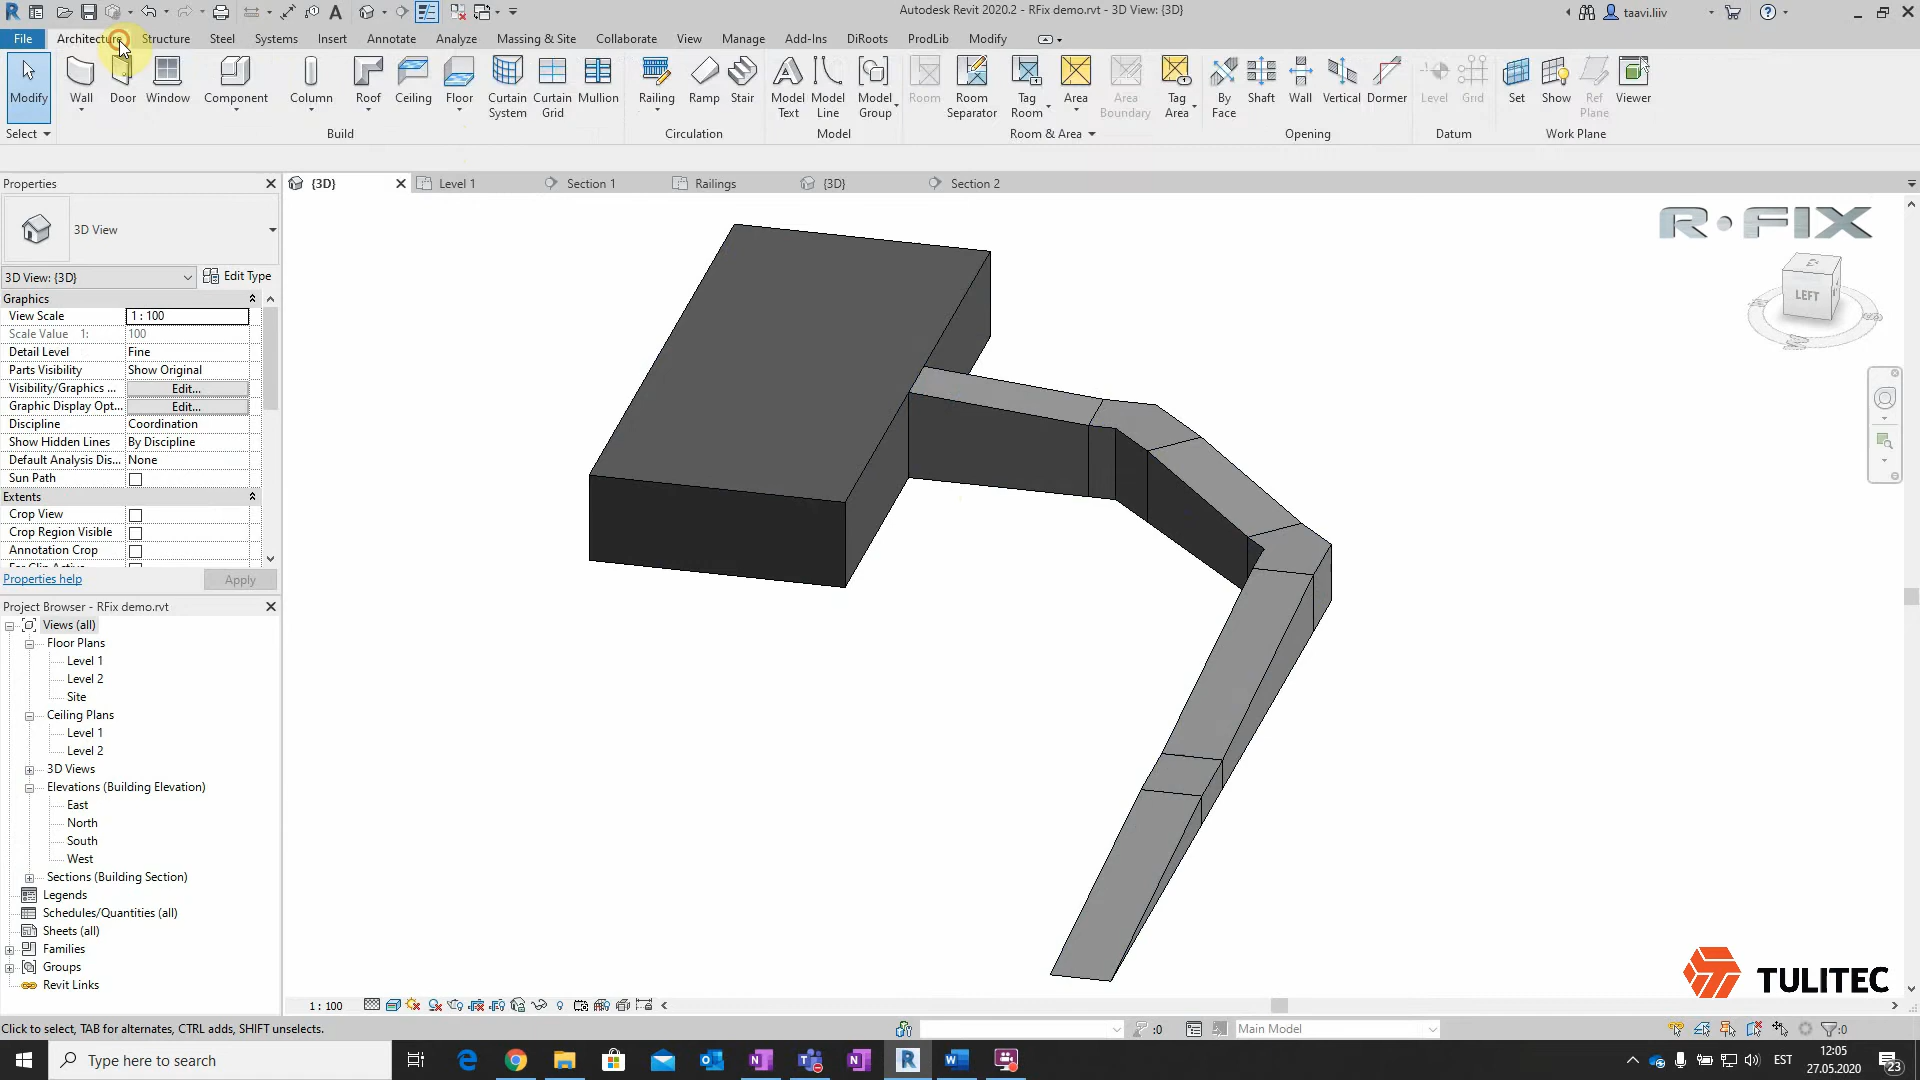 Autodesk Revit 2020.2 - RFix demo.rvt - 3D View: {3D}
taavi.liiv
File Architecture Structure Steel Systems Insert Annotate Analyze Massing & Site Collaborate View Manage Add-Ins DiRoots ProdLib Modify
Modify Wall Door Window Component Column Roof Ceiling Floor Curtain System Curtain Grid Mullion Railing Ramp Stair Model Text Model Line Model Group Room Room Separator Tag Room Area Area Boundary Tag Area By Face Shaft Wall Vertical Dormer Level Grid Set Show Ref Plane Viewer
Select Build Circulation Model Room & Area Opening Datum Work Plane
Properties
{3D} Level 1 Section 1 Railings {3D} Section 2
3D View
3D View: {3D} Edit Type
Graphics
View Scale 1 : 100
Scale Value 1: 100
Detail Level Fine
Parts Visibility Show Original
Visibility/Graphics ... Edit...
Graphic Display Opt... Edit...
Discipline Coordination
Show Hidden Lines By Discipline
Default Analysis Dis... None
Sun Path
Extents
Crop View
Crop Region Visible
Annotation Crop
Properties help Apply
Project Browser - RFix demo.rvt
Views (all)
Floor Plans
Level 1
Level 2
Site
Ceiling Plans
Level 1
Level 2
3D Views
Elevations (Building Elevation)
East
North
South
West
Sections (Building Section)
Legends
Schedules/Quantities (all)
Sheets (all)
Families
Groups
Revit Links
R•FIX
LEFT
TULITEC
1 : 100
Click to select, TAB for alternates, CTRL adds, SHIFT unselects.
:0
Main Model
:0
Type here to search
EST
12:05
27.05.2020
23